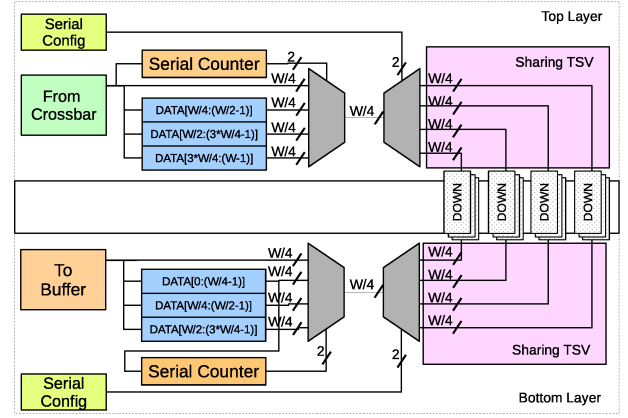 Top Layer
Serial
Config
Serial Counter
2
2
Sharing TSV
From
Crossbar
W/4
W/4
DATA[W/4:(W/2-1)]
W/4
W/4
W/4
DATA[W/2:(3*W/4-1)]
W/4
W/4
DATA[3*W/4:(W-1)]
W/4
W/4
DOWN
DOWN
DOWN
DOWN
To
Buffer
W/4
W/4
DATA[0:(W/4-1)]
W/4
W/4
W/4
DATA[W/4:(W/2-1)]
W/4
W/4
DATA[W/2:(3*W/4-1)]
W/4
W/4
Serial Counter
2
2
Sharing TSV
Serial
Config
Bottom Layer